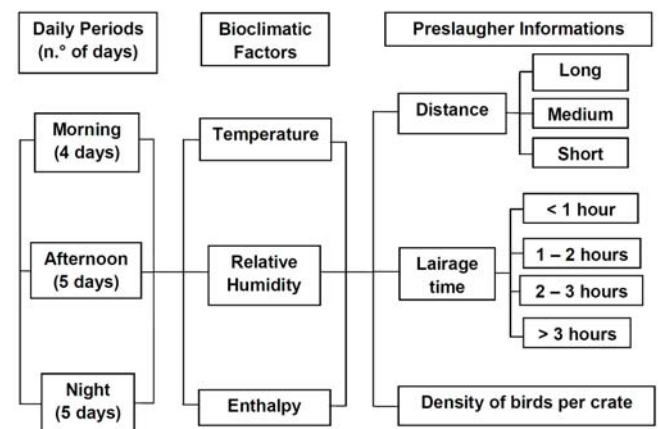 Daily Periods
(n.° of days)
Bioclimatic
Factors
Preslaugher Informations
Morning
(4 days)
Afternoon
(5 days)
Night
(5 days)
Temperature
Relative
Humidity
Enthalpy
Distance
Long
Medium
Short
Lairage
time
< 1 hour
1 – 2 hours
2 – 3 hours
> 3 hours
Density of birds per crate